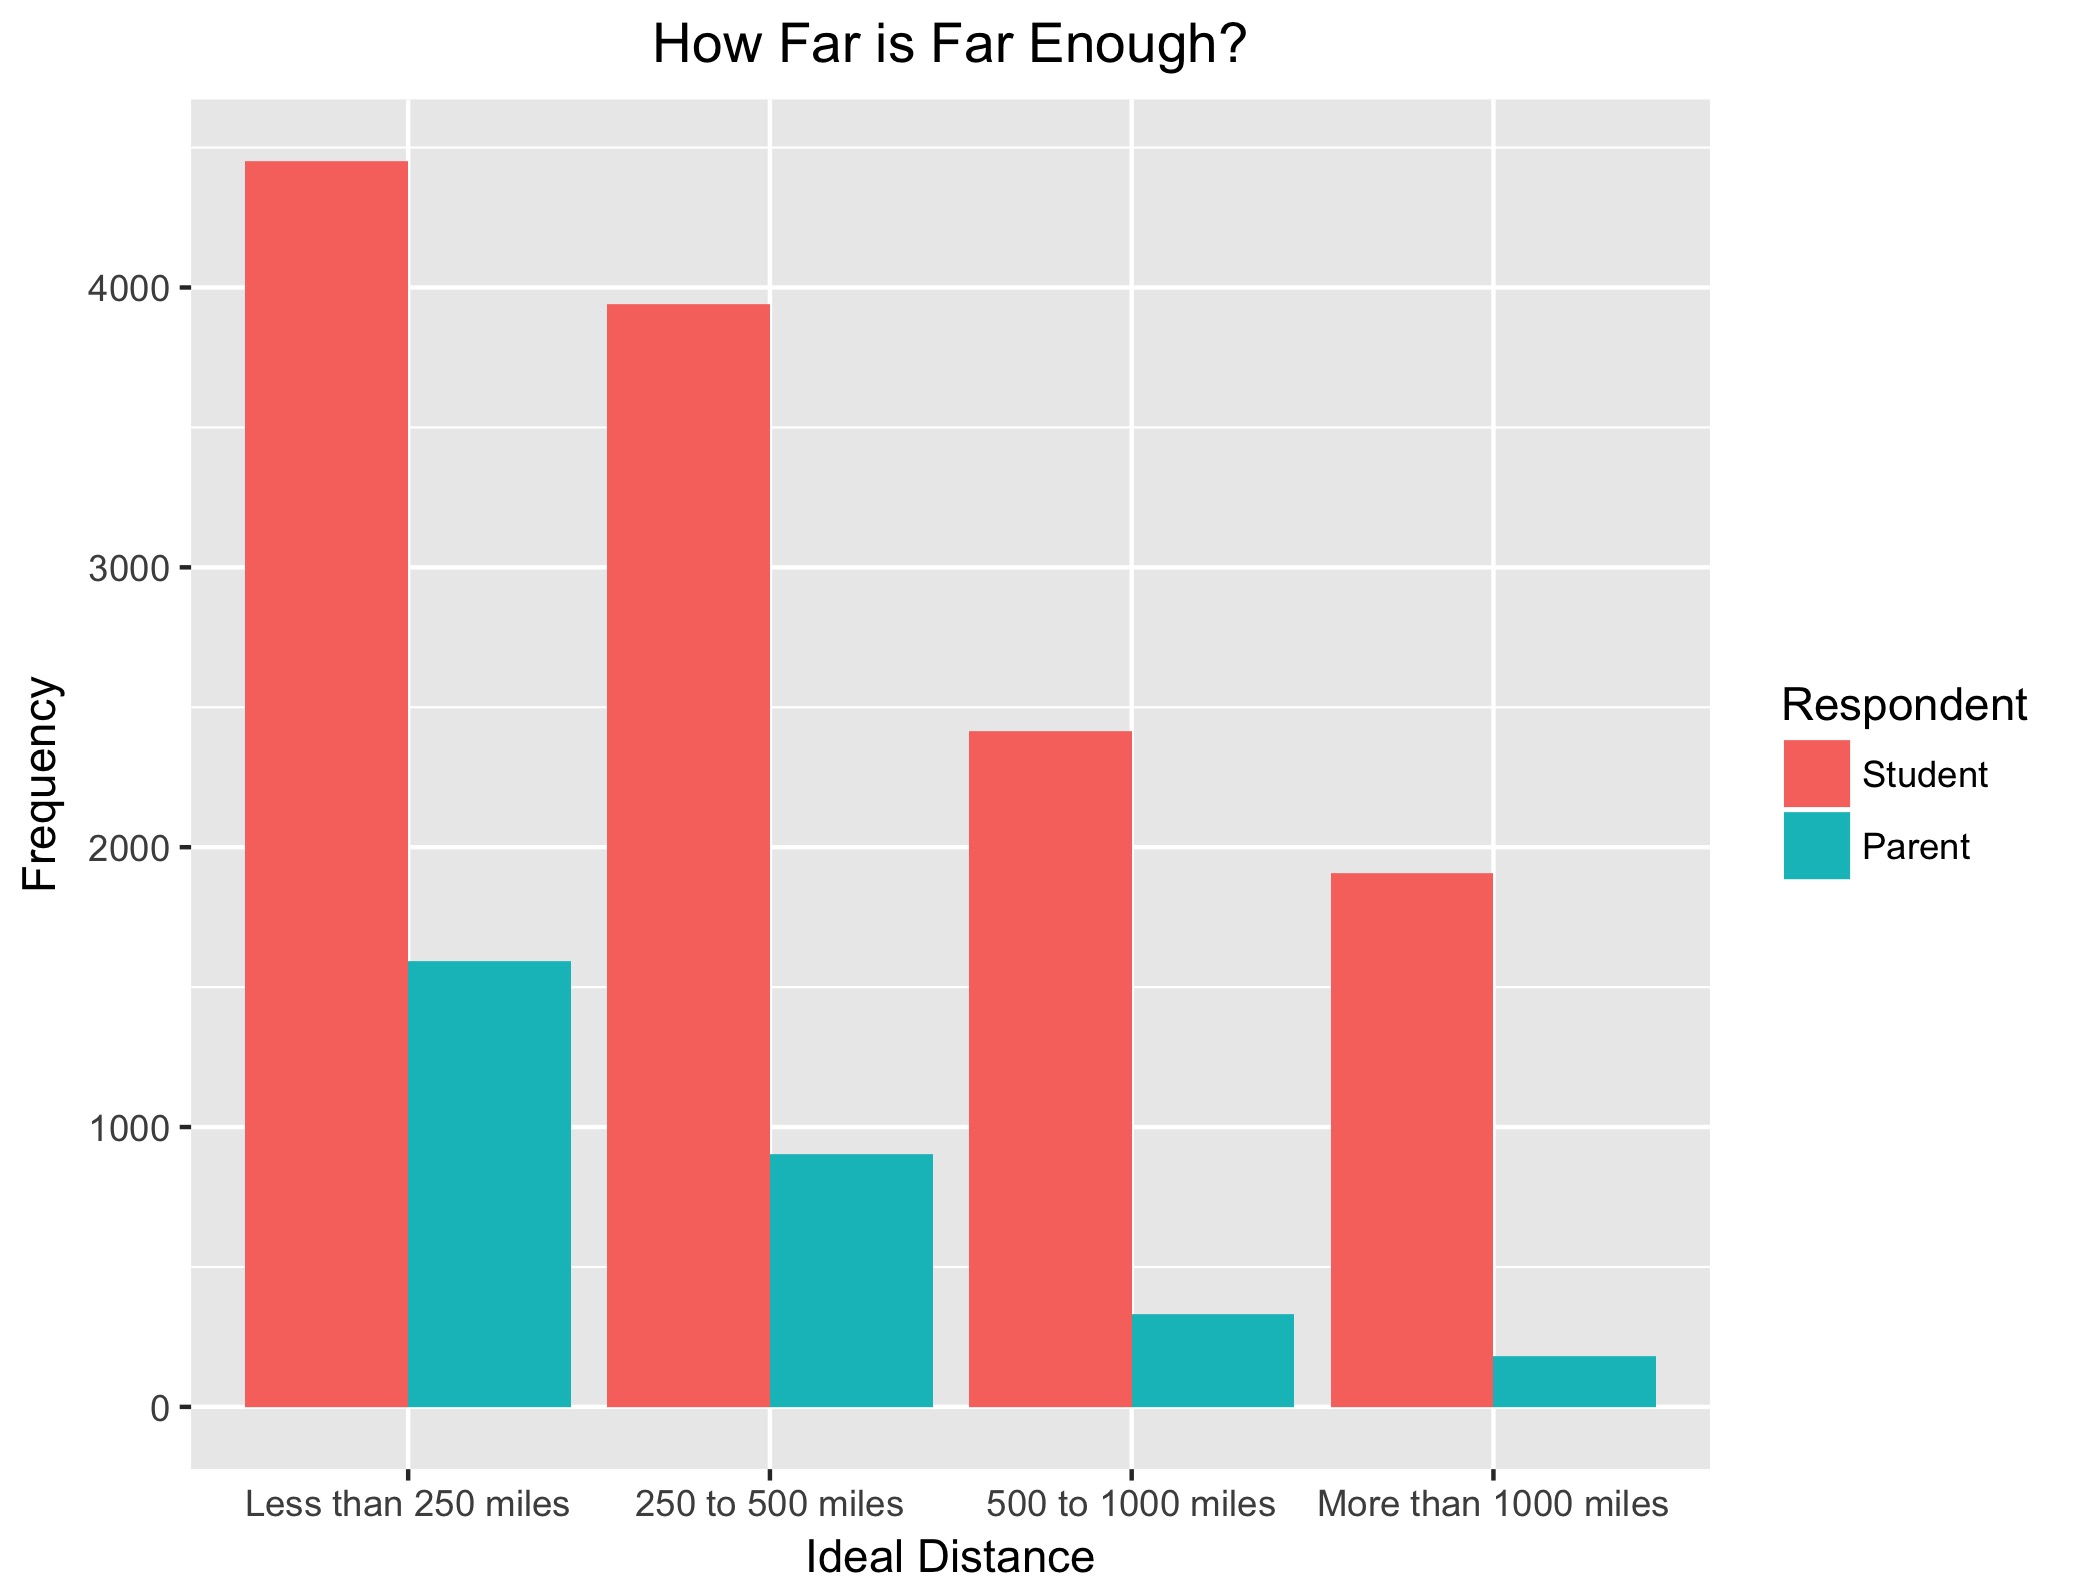 How Far is Far Enough?
Frequency
4000
3000
2000
1000
0
Less than 250 miles
250 to 500 miles
500 to 1000 miles
More than 1000 miles
Ideal Distance
Respondent
Student
Parent